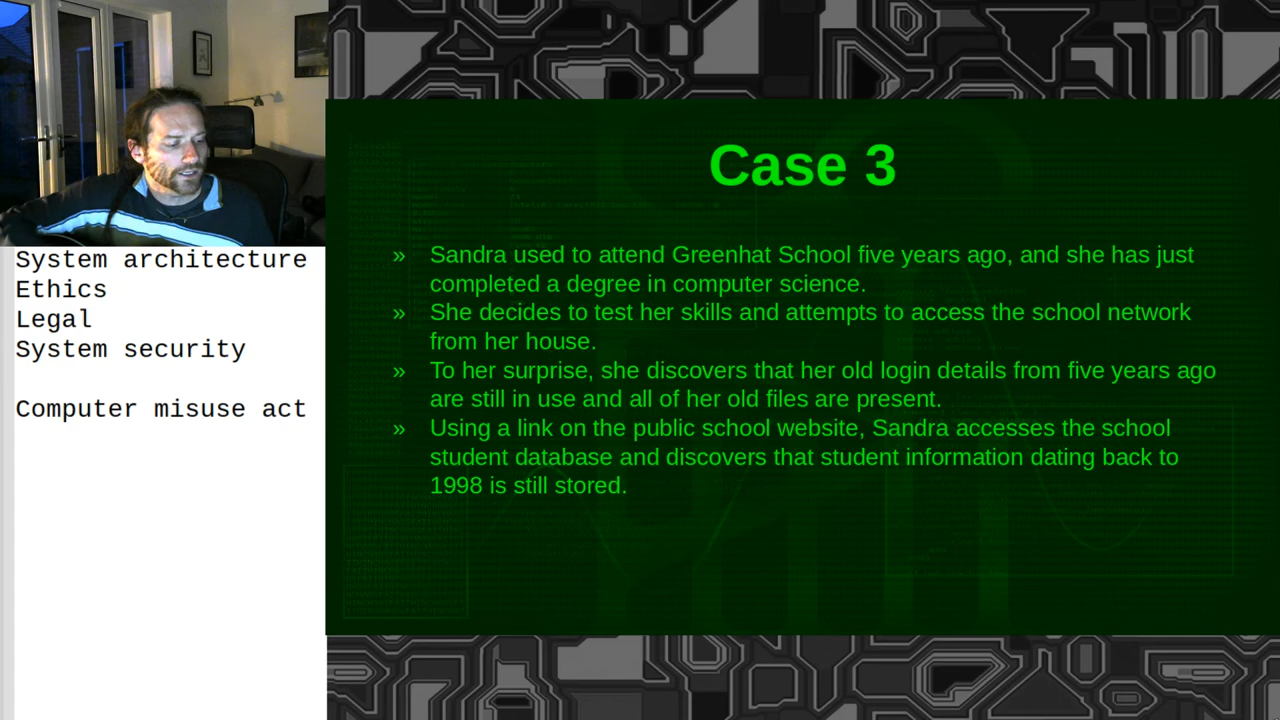 System architecture
Ethics
Legal
System security
Computer misuse act
Case 3
» Sandra used to attend Greenhat School five years ago, and she has just
completed a degree in computer science.
» She decides to test her skills and attempts to access the school network
from her house.
» To her surprise, she discovers that her old login details from five years ago
are still in use and all of her old files are present.
» Using a link on the public school website, Sandra accesses the school
student database and discovers that student information dating back to
1998 is still stored.